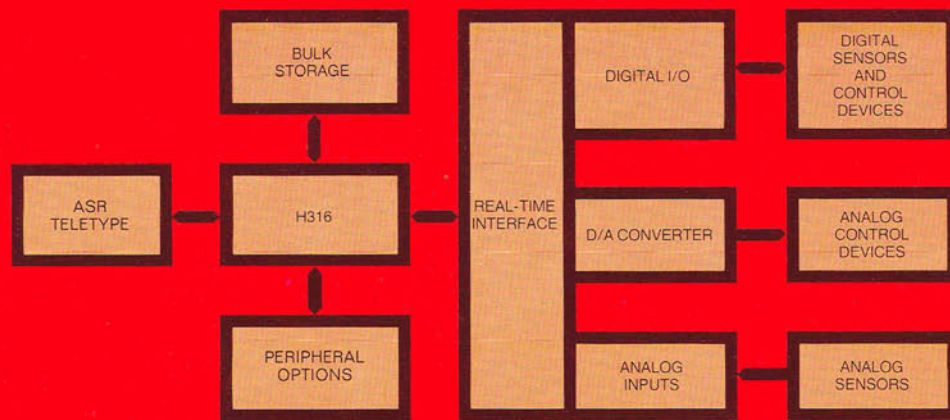 BULK
STORAGE
ASR
TELETYPE
H316
PERIPHERAL
OPTIONS
REAL-TIME
INTERFACE
DIGITAL I/O
DIGITAL
SENSORS
AND
CONTROL
DEVICES
D/A CONVERTER
ANALOG
CONTROL
DEVICES
ANALOG
INPUTS
ANALOG
SENSORS